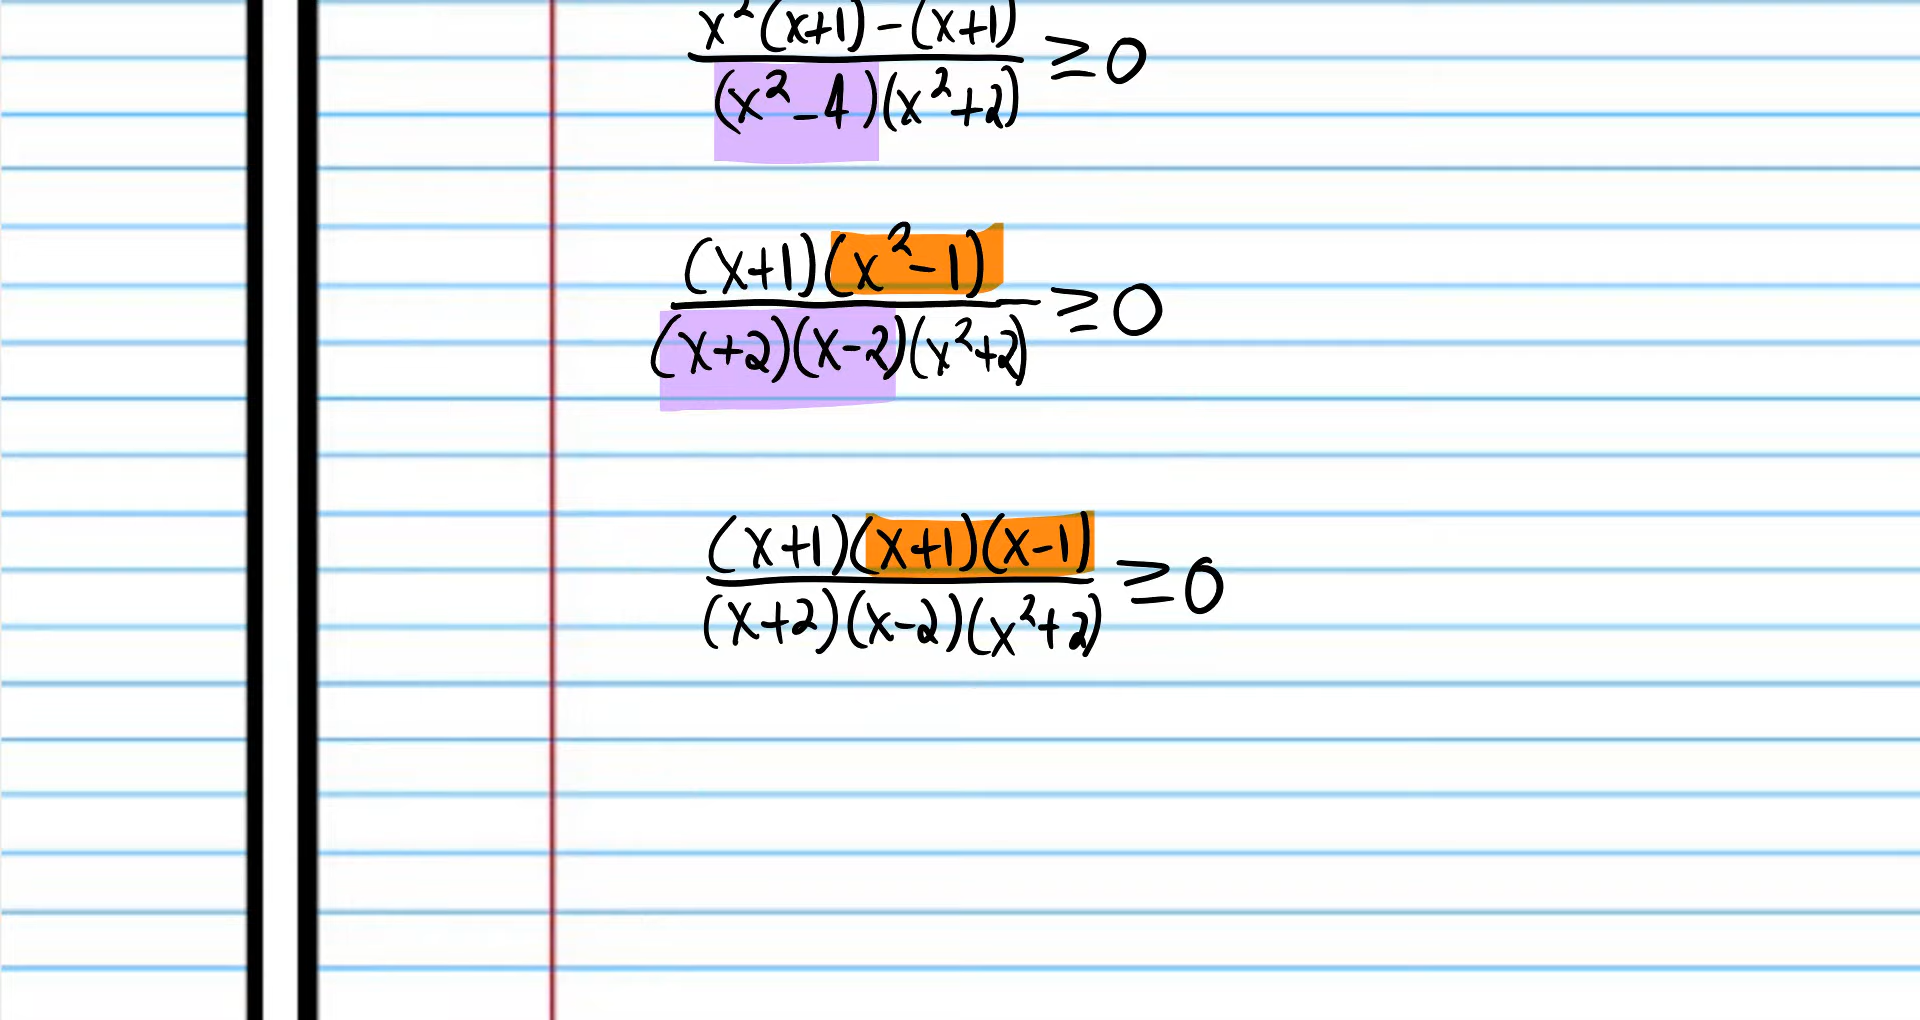 x²(x+1)-(x+1)
(x²-4)(x²+2)
≥0
(x+1)(x²-1)
(x+2)(x-2)(x²+2)
≥0
(x+1)(x+1)(x-1)
(x+2)(x-2)(x²+2)
≥0